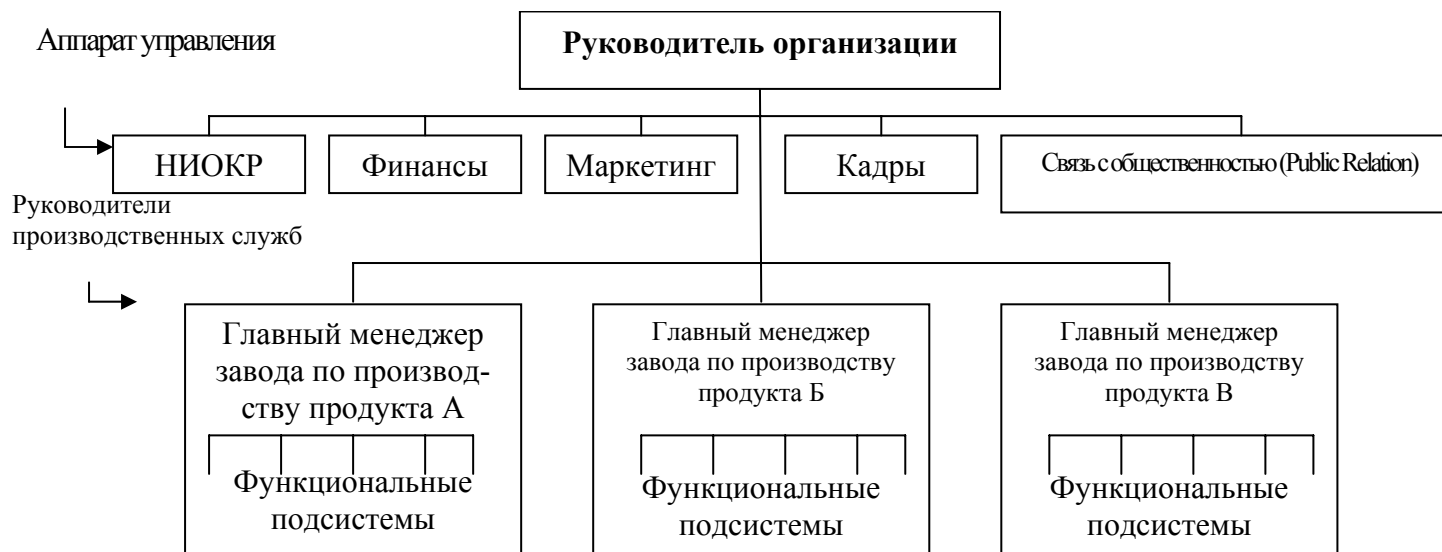 Аппарат управления
Руководитель организации
НИОКР
Финансы
Маркетинг
Кадры
Связь с общественностью (Public Relation)
Руководители
производственных служб
Главный менеджер
завода по производ-
ству продукта А
Функциональные
подсистемы
Главный менеджер
завода по производству
продукта Б
Функциональные
подсистемы
Главный менеджер
завода по производству
продукта В
Функциональные
подсистемы